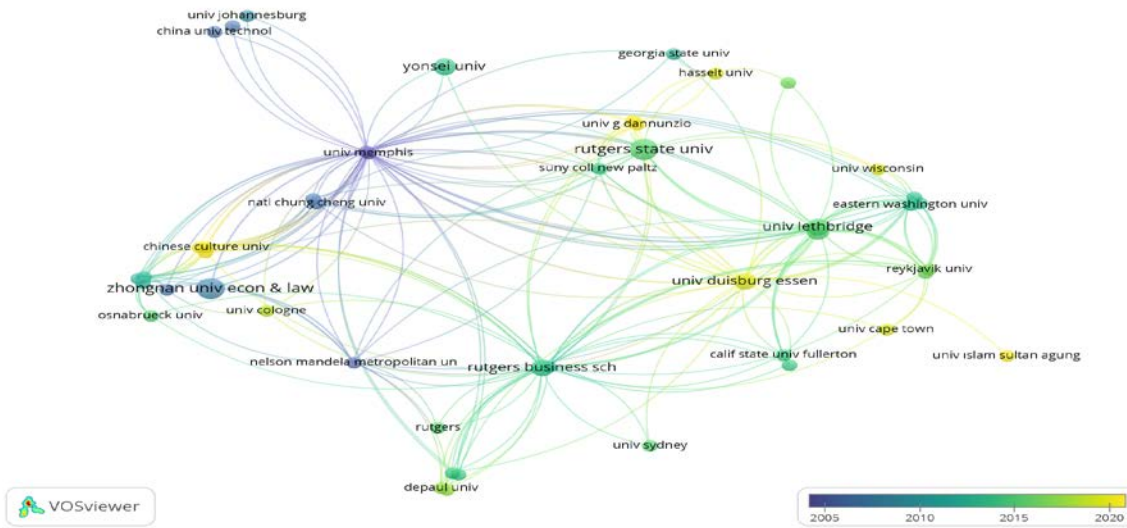 univ johannesburg
china univ technol
yonsei univ
georgia state univ
hasselt univ
univ g dannunzio
rutgers state univ
univ memphis
suny coll new paltz
univ wisconsin
natl chung cheng univ
eastern washington univ
univ lethbridge
chinese culture univ
reykjavik univ
univ duisburg essen
zhongnan univ econ & law
osnabrueck univ
univ cologne
univ cape town
calif state univ fullerton
univ islam sultan agung
nelson mandela metropolitan un
rutgers business sch
rutgers
univ sydney
depaul univ
VOSviewer
2005 2010 2015 2020